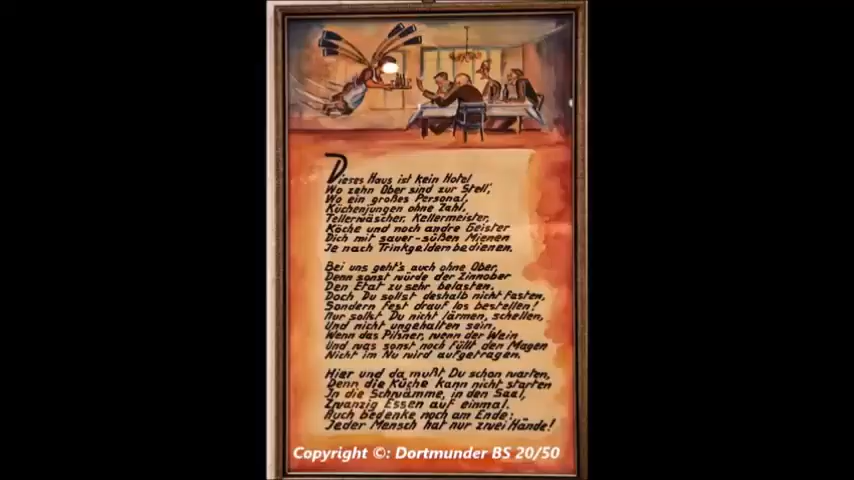 Dieses Haus ist kein Hotel
Wo zehn Ober sind zur Stell',
Wo ein großes Personal,
Küchenjungen ohne Zahl,
Tellerwäscher, Kellermeister,
Köche und noch andre Geister
Dich mit sauer-süßen Mienen
Je nach Trinkgeldern bedienen.
Bei uns geht's auch ohne Ober,
Denn sonst würde der Zinnober
Den Etat zu sehr belasten.
Doch Du sollst deshalb nicht fasten,
Sondern fest drauf los bestellen!
Nur sollst Du nicht lärmen, schellen,
Und nicht ungehalten sein,
Wenn das Pilsner, wenn der Wein
Und was sonst noch füllt den Magen
Nicht im Nu wird aufgetragen.
Hier und da mußt Du schon warten,
Denn die Küche kann nicht starten
In die Schwämme, in den Saal,
Zwanzig Essen auf einmal.
Auch bedenke noch am Ende:
Jeder Mensch hat nur zwei Hände!
Copyright ©: Dortmunder BS 20/50